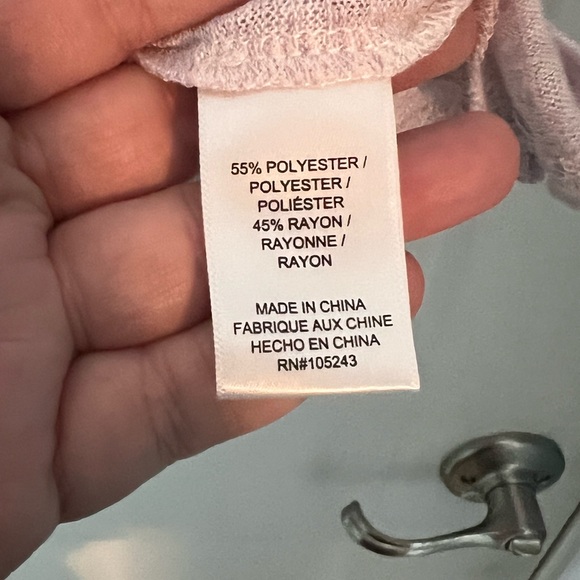 55% POLYESTER /
POLYESTER /
POLIÉSTER
45% RAYON /
RAYONNE /
RAYON
MADE IN CHINA
FABRIQUE AUX CHINE
HECHO EN CHINA
RN#105243